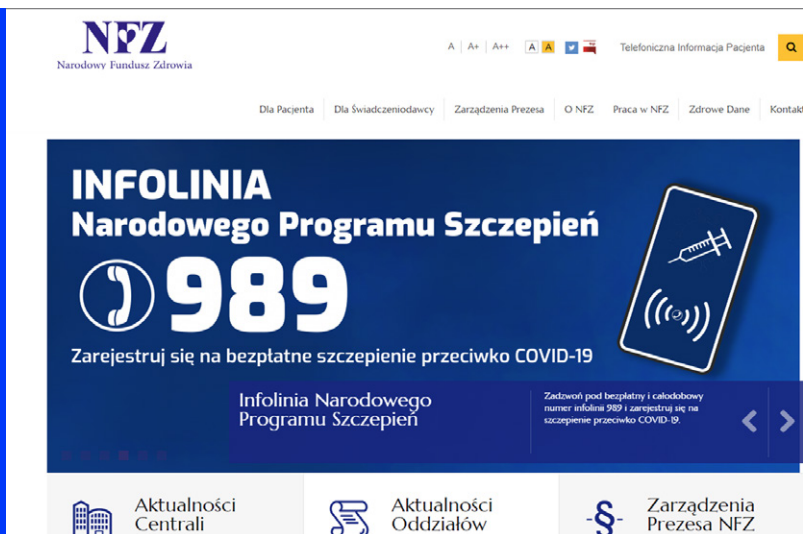 NFZ
Narodowy Fundusz Zdrowia
A A+ A++ A A Telefoniczna Informacja Pacjenta
Dla Pacjenta Dla Świadczeniodawcy Zarządzenia Prezesa O NFZ Praca w NFZ Zdrowe Dane Kontakt
INFOLINIA
Narodowego Programu Szczepień
989
Zarejestruj się na bezpłatne szczepienie przeciwko COVID-19
Infolinia Narodowego
Programu Szczepień
Zadzwoń pod bezpłatny i całodobowy
numer infolinii 989 i zarejestruj się na
szczepienie przeciwko COVID-19.
Aktualności
Centrali
Aktualności
Oddziałów
-§-
Zarządzenia
Prezesa NFZ